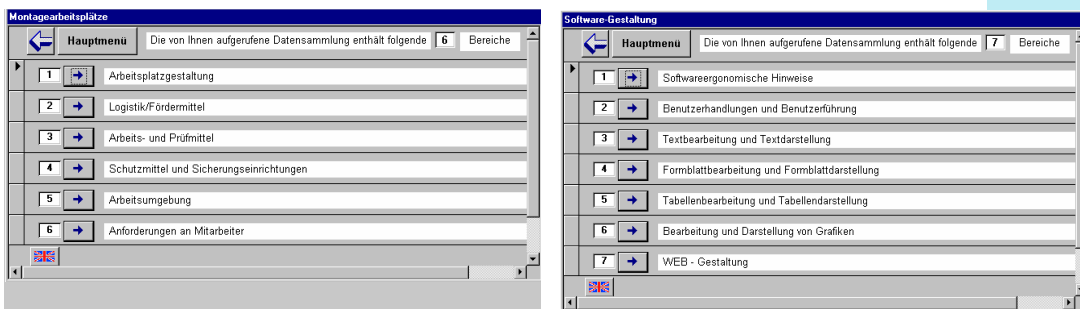 Montagearbeitsplätze
Hauptmenü Die von Ihnen aufgerufene Datensammlung enthält folgende 6 Bereiche
1 Arbeitsplatzgestaltung
2 Logistik/Fördermittel
3 Arbeits- und Prüfmittel
4 Schutzmittel und Sicherungseinrichtungen
5 Arbeitsumgebung
6 Anforderungen an Mitarbeiter
Software-Gestaltung
Hauptmenü Die von Ihnen aufgerufene Datensammlung enthält folgende 7 Bereiche
1 Softwareergonomische Hinweise
2 Benutzerhandlungen und Benutzerführung
3 Textbearbeitung und Textdarstellung
4 Formblattbearbeitung und Formblattdarstellung
5 Tabellenbearbeitung und Tabellendarstellung
6 Bearbeitung und Darstellung von Grafiken
7 WEB - Gestaltung